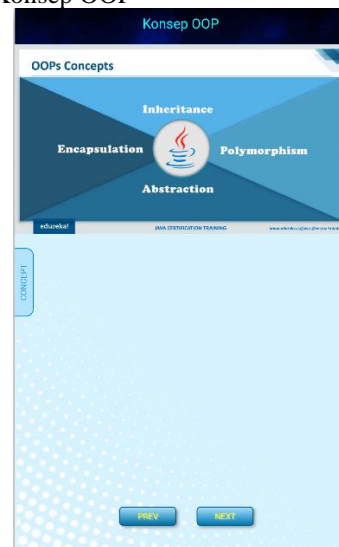 Konsep OOP
Konsep OOP
OOPs Concepts
Inheritance
Encapsulation
Polymorphism
Abstraction
edureka!
JAVA CERTIFICATION TRAINING
CONCEPT
PREV
NEXT